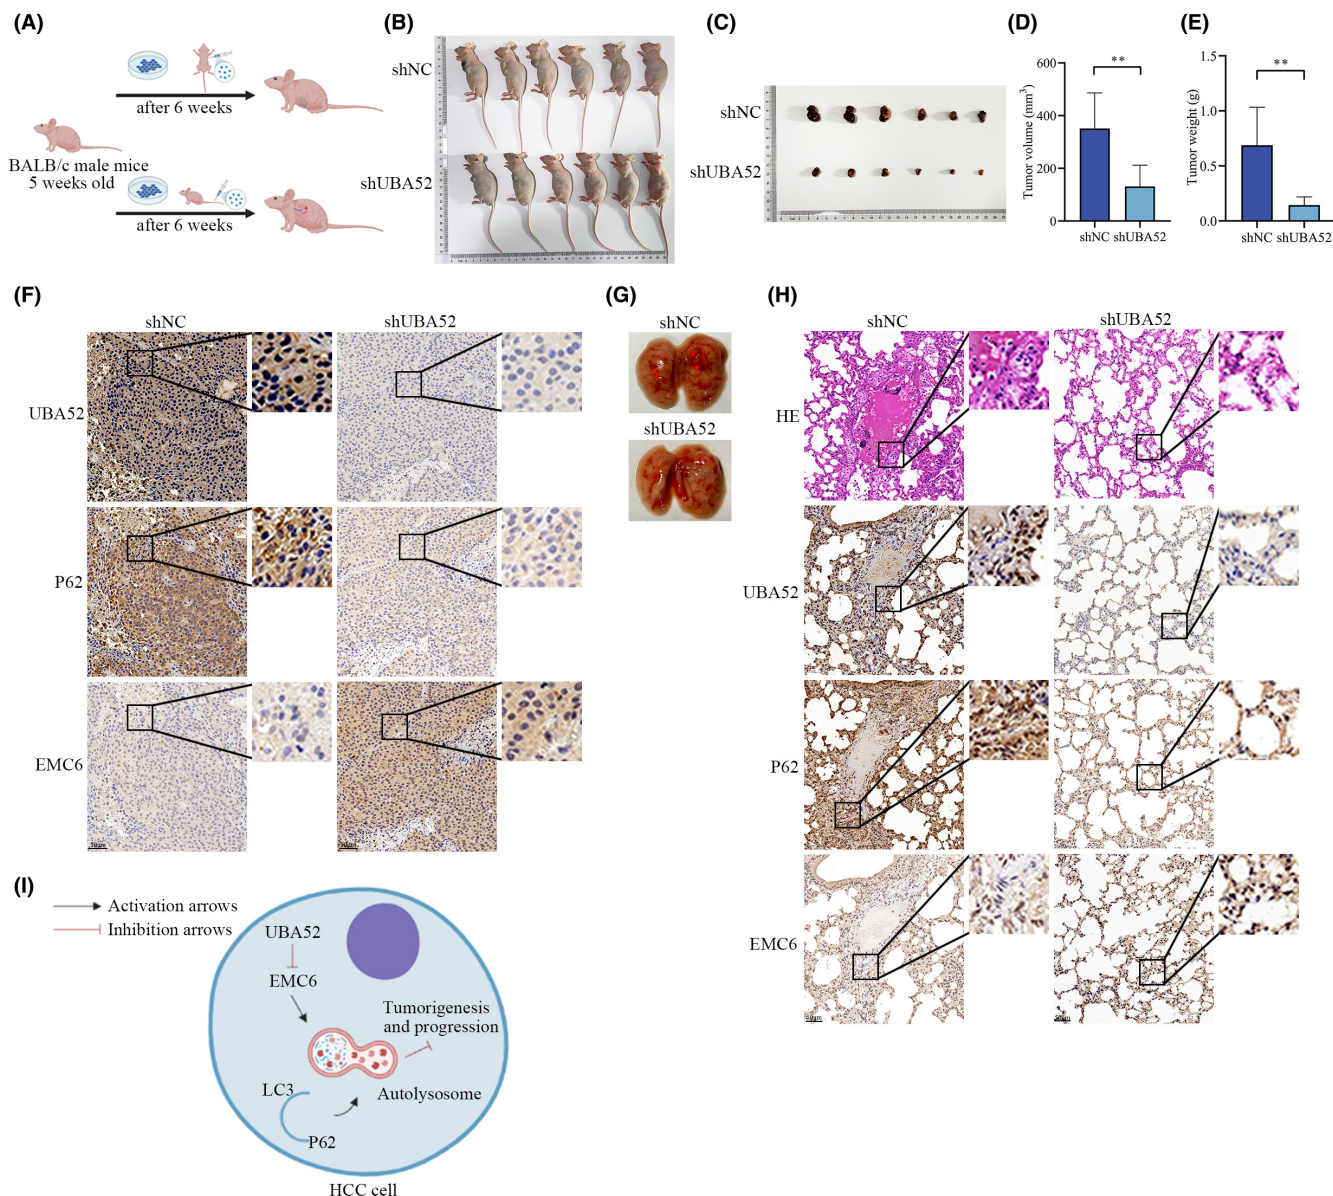 (A)
after 6 weeks
BALB/c male mice
5 weeks old
after 6 weeks
(B)
shNC
shUBA52
(C)
shNC
shUBA52
(D)
Tumor volume (mm³)
600
400
200
0
**
shNC shUBA52
(E)
Tumor weight (g)
1.5
1.0
0.5
0.0
**
shNC shUBA52
(F)
shNC
shUBA52
UBA52
P62
EMC6
(G)
shNC
shUBA52
(H)
shNC
shUBA52
HE
UBA52
P62
EMC6
(I)
Activation arrows
Inhibition arrows
UBA52
EMC6
Tumorigenesis
and progression
LC3
Autolysosome
P62
HCC cell